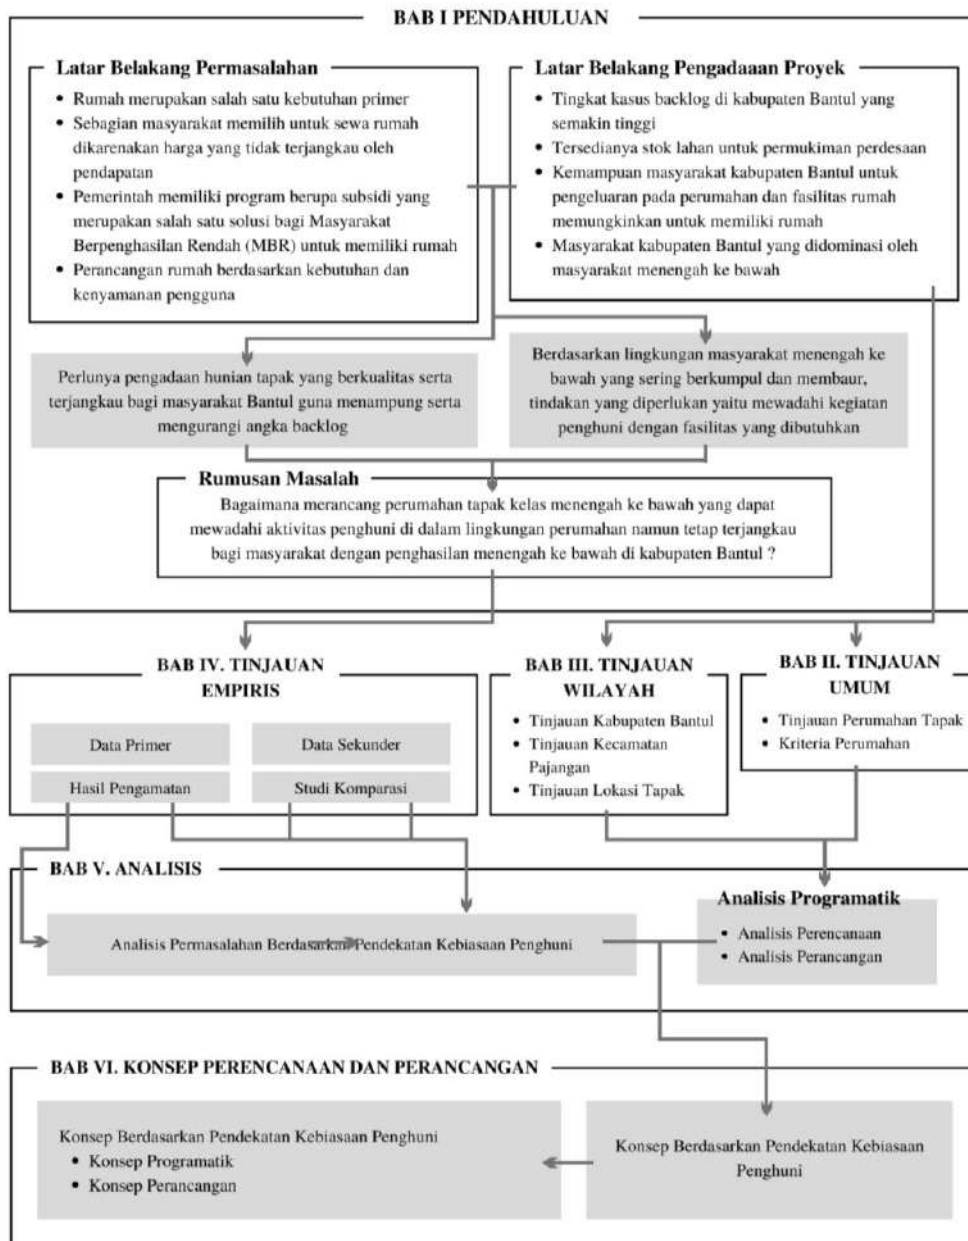 BAB I PENDAHULUAN
Latar Belakang Permasalahan
• Rumah merupakan salah satu kebutuhan primer
• Sebagian masyarakat memilih untuk sewa rumah
dikarenakan harga yang tidak terjangkau oleh
pendapatan
• Pemerintah memiliki program berupa subsidi yang
merupakan salah satu solusi bagi Masyarakat
Berpenghasilan Rendah (MBR) untuk memiliki rumah
• Perancangan rumah berdasarkan kebutuhan dan
kenyamanan pengguna
Latar Belakang Pengadaaan Proyek
• Tingkat kasus backlog di kabupaten Bantul yang
semakin tinggi
• Tersedianya stok lahan untuk permukiman perdesaan
• Kemampuan masyarakat kabupaten Bantul untuk
pengeluaran pada perumahan dan fasilitas rumah
memungkinkan untuk memiliki rumah
• Masyarakat kabupaten Bantul yang didominasi oleh
masyarakat menengah ke bawah
Perlunya pengadaan hunian tapak yang berkualitas serta
terjangkau bagi masyarakat Bantul guna menampung serta
mengurangi angka backlog
Berdasarkan lingkungan masyarakat menengah ke
bawah yang sering berkumpul dan membaur,
tindakan yang diperlukan yaitu mewadahi kegiatan
penghuni dengan fasilitas yang dibutuhkan
Rumusan Masalah
Bagaimana merancang perumahan tapak kelas menengah ke bawah yang dapat
mewadahi aktivitas penghuni di dalam lingkungan perumahan namun tetap terjangkau
bagi masyarakat dengan penghasilan menengah ke bawah di kabupaten Bantul ?
BAB IV. TINJAUAN
EMPIRIS
Data Primer
Data Sekunder
Hasil Pengamatan
Studi Komparasi
BAB III. TINJAUAN
WILAYAH
• Tinjauan Kabupaten Bantul
• Tinjauan Kecamatan
Pajangan
• Tinjauan Lokasi Tapak
BAB II. TINJAUAN
UMUM
• Tinjauan Perumahan Tapak
• Kriteria Perumahan
BAB V. ANALISIS
Analisis Permasalahan Berdasarkan Pendekatan Kebiasaan Penghuni
Analisis Programatik
• Analisis Perencanaan
• Analisis Perancangan
BAB VI. KONSEP PERENCANAAN DAN PERANCANGAN
Konsep Berdasarkan Pendekatan Kebiasaan Penghuni
• Konsep Programatik
• Konsep Perancangan
Konsep Berdasarkan Pendekatan Kebiasaan
Penghuni